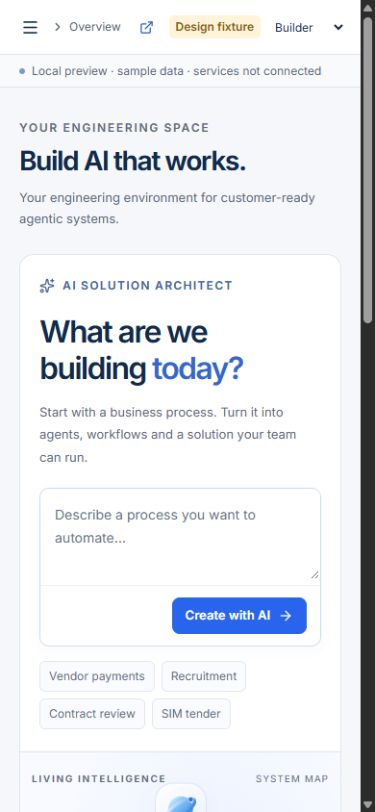 Overview
Design fixture
Builder
Local preview · sample data · services not connected
YOUR ENGINEERING SPACE
Build AI that works.
Your engineering environment for customer-ready
agentic systems.
AI SOLUTION ARCHITECT
What are we
building today?
Start with a business process. Turn it into
agents, workflows and a solution your team
can run.
Describe a process you want to
automate...
Create with AI
Vendor payments
Recruitment
Contract review
SIM tender
LIVING INTELLIGENCE
SYSTEM MAP